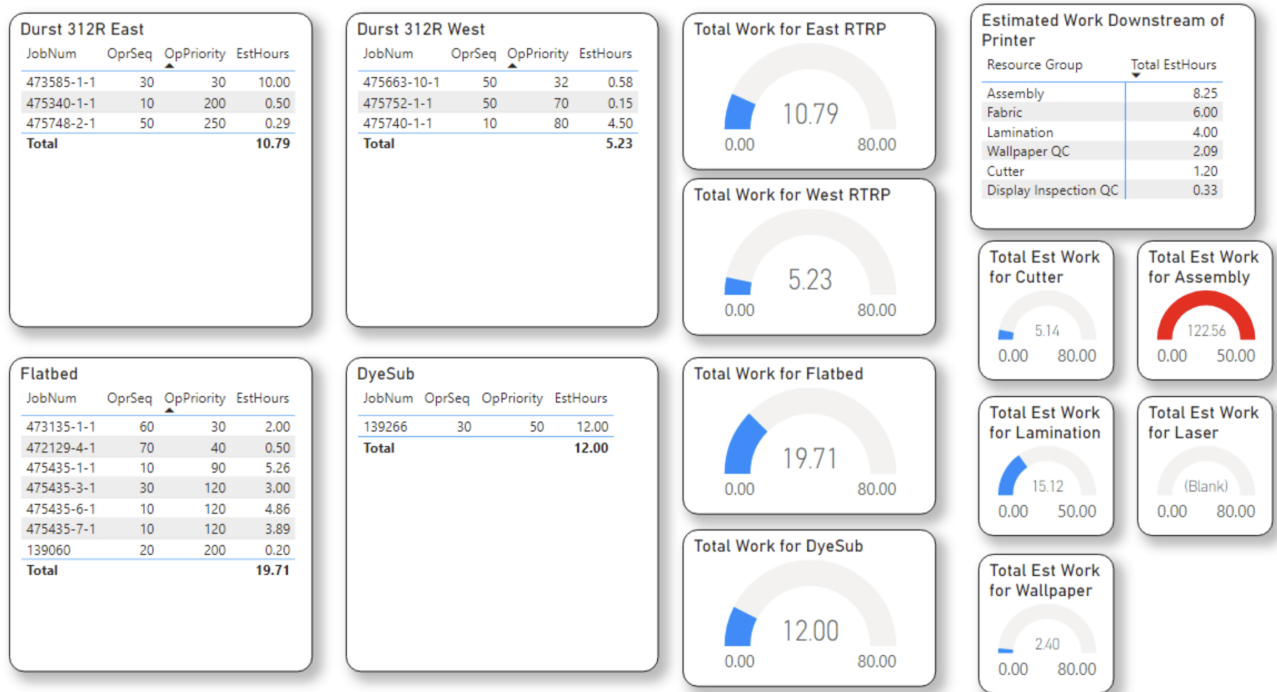 Durst 312R East
JobNum OprSeq OpPriority EstHours
473585-1-1 30 30 10.00
475340-1-1 10 200 0.50
475748-2-1 50 250 0.29
Total 10.79
Durst 312R West
JobNum OprSeq OpPriority EstHours
475663-10-1 50 32 0.58
475752-1-1 50 70 0.15
475740-1-1 10 80 4.50
Total 5.23
Total Work for East RTRP
10.79
0.00 80.00
Total Work for West RTRP
5.23
0.00 80.00
Estimated Work Downstream of
Printer
Resource Group Total EstHours
Assembly 8.25
Fabric 6.00
Lamination 4.00
Wallpaper QC 2.09
Cutter 1.20
Display Inspection QC 0.33
Total Est Work
for Cutter
5.14
0.00 80.00
Total Est Work
for Assembly
122.56
0.00 50.00
Flatbed
JobNum OprSeq OpPriority EstHours
473135-1-1 60 30 2.00
472129-4-1 70 40 0.50
475435-1-1 10 90 5.26
475435-3-1 30 120 3.00
475435-6-1 10 120 4.86
475435-7-1 10 120 3.89
139060 20 200 0.20
Total 19.71
DyeSub
JobNum OprSeq OpPriority EstHours
139266 30 50 12.00
Total 12.00
Total Work for Flatbed
19.71
0.00 80.00
Total Work for DyeSub
12.00
0.00 80.00
Total Est Work
for Lamination
15.12
0.00 50.00
Total Est Work
for Laser
(Blank)
0.00 80.00
Total Est Work
for Wallpaper
2.40
0.00 80.00